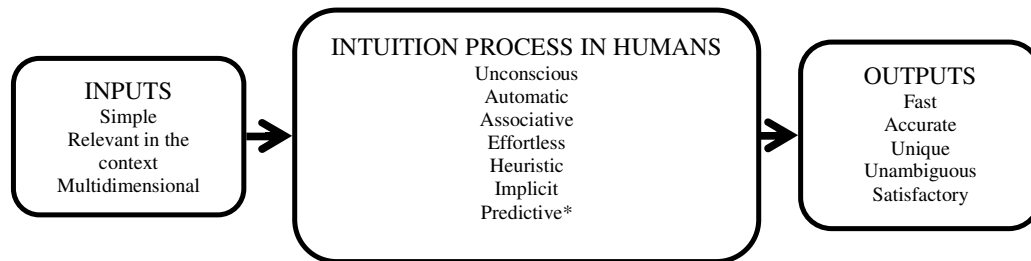 INPUTS
Simple
Relevant in the
context
Multidimensional
INTUITION PROCESS IN HUMANS
Unconscious
Automatic
Associative
Effortless
Heuristic
Implicit
Predictive*
OUTPUTS
Fast
Accurate
Unique
Unambiguous
Satisfactory